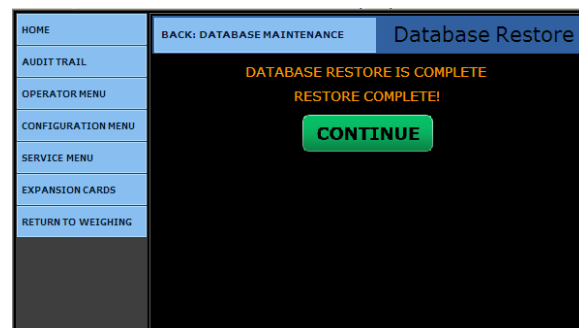 HOME
AUDIT TRAIL
OPERATOR MENU
CONFIGURATION MENU
SERVICE MENU
EXPANSION CARDS
RETURN TO WEIGHING
BACK: DATABASE MAINTENANCE
Database Restore
DATABASE RESTORE IS COMPLETE
RESTORE COMPLETE!
CONTINUE